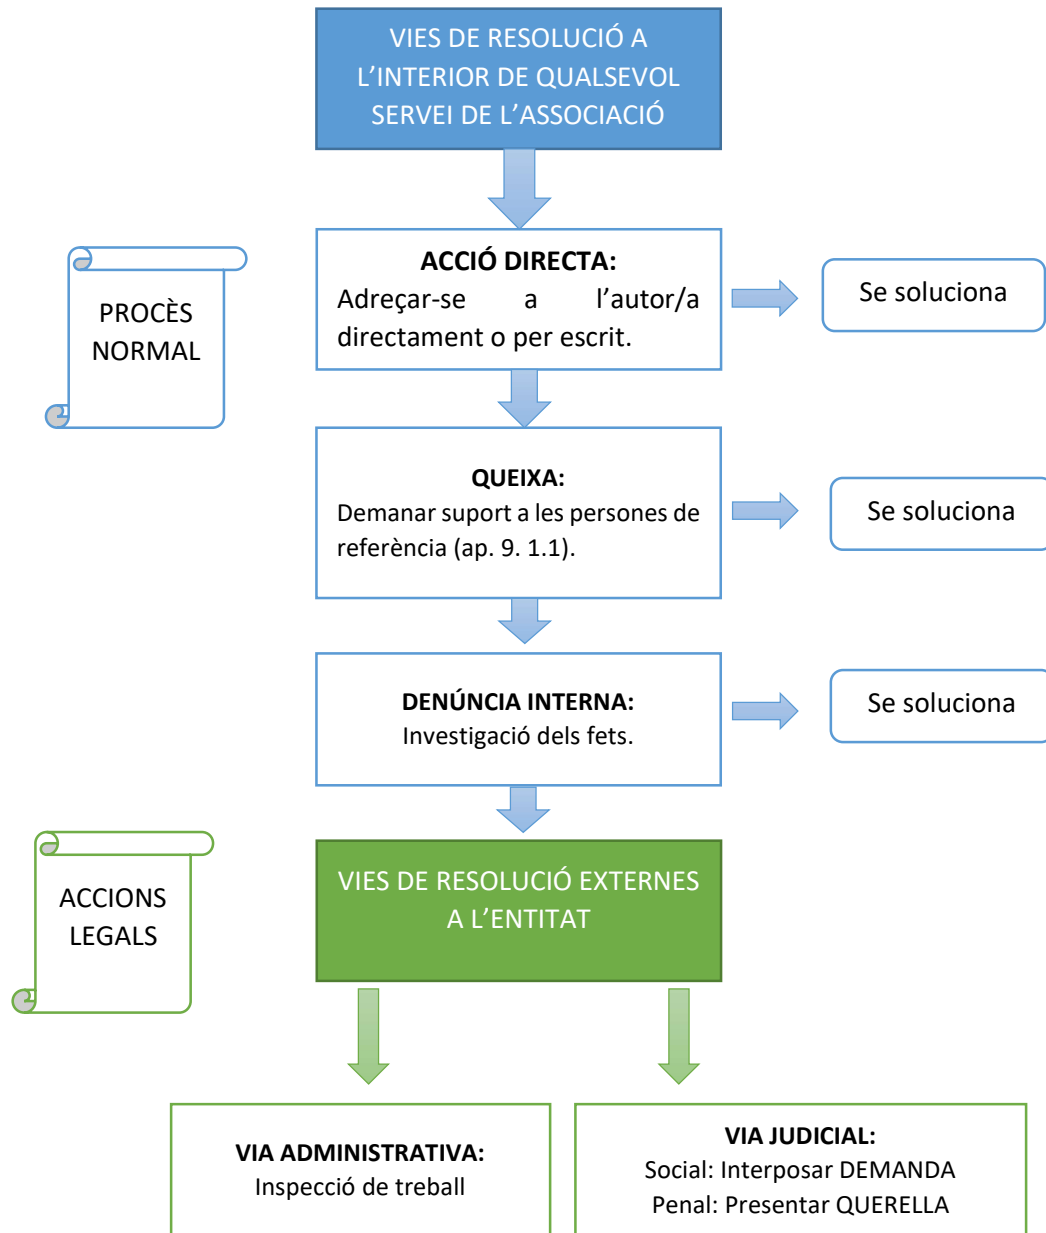 VIES DE RESOLUCIÓ A
L'INTERIOR DE QUALSEVOL
SERVEI DE L'ASSOCIACIÓ
PROCÈS
NORMAL
ACCIÓ DIRECTA:
Adreçar-se a l'autor/a
directament o per escrit.
Se soluciona
QUEIXA:
Demanar suport a les persones de
referència (ap. 9. 1.1).
Se soluciona
DENÚNCIA INTERNA:
Investigació dels fets.
Se soluciona
ACCIONS
LEGALS
VIES DE RESOLUCIÓ EXTERNES
A L'ENTITAT
VIA ADMINISTRATIVA:
Inspecció de treball
VIA JUDICIAL:
Social: Interposar DEMANDA
Penal: Presentar QUERELLA